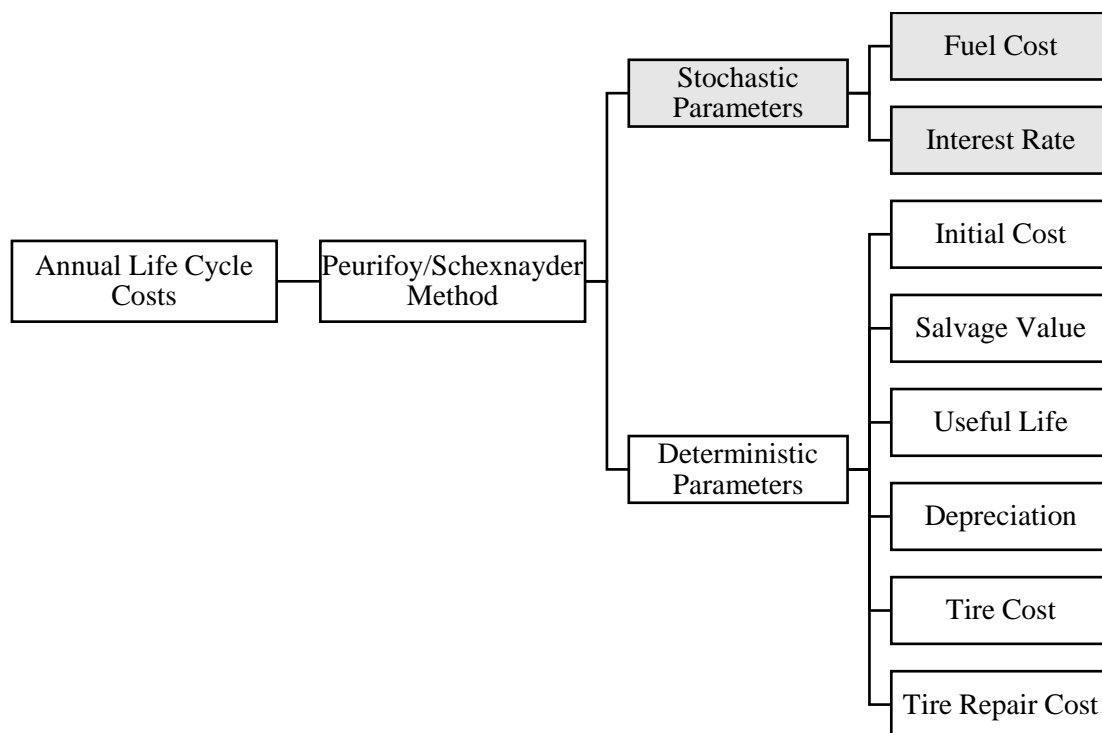 Fuel Cost
Stochastic
Parameters
Interest Rate
Initial Cost
Annual Life Cycle
Costs
Peurifoy/Schexnayder
Method
Salvage Value
Useful Life
Deterministic
Parameters
Depreciation
Tire Cost
Tire Repair Cost